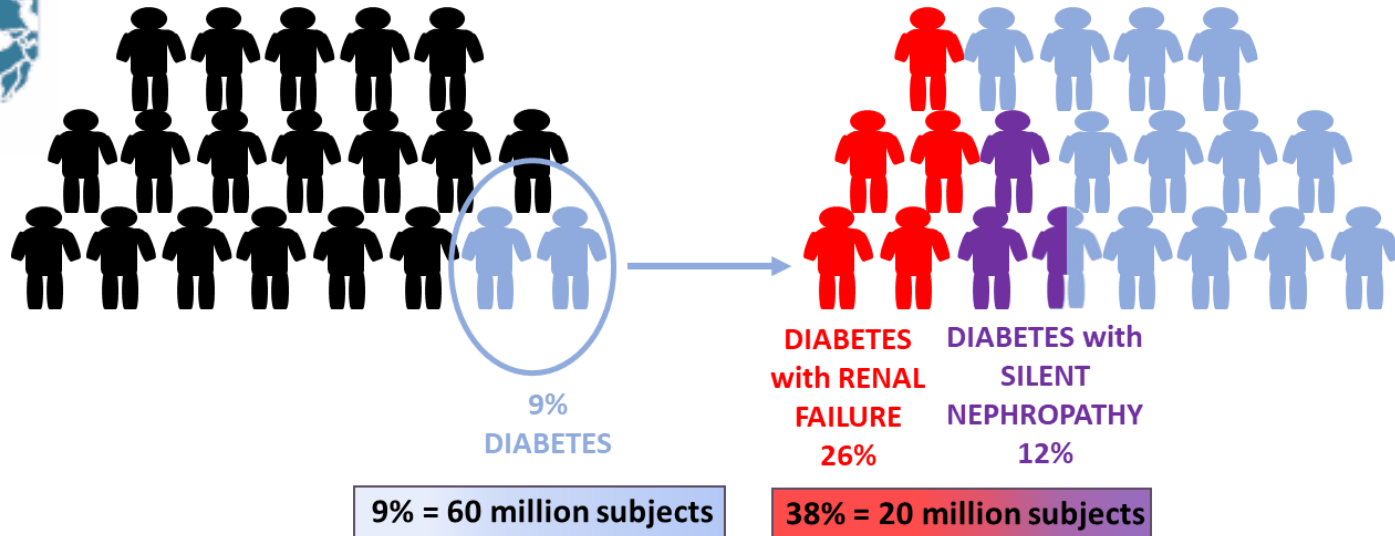 9%
DIABETES
DIABETES
with RENAL
FAILURE
26%
DIABETES with
SILENT
NEPHROPATHY
12%
9% = 60 million subjects
38% = 20 million subjects